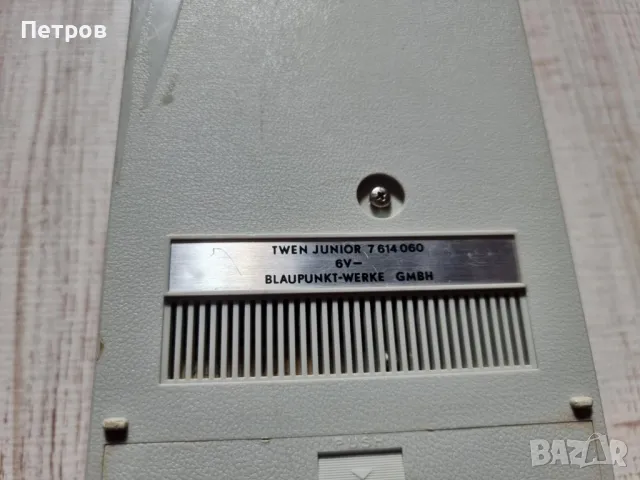 Петров
TWEN JUNIOR 7 614 060
6V–
BLAUPUNKT-WERKE GMBH
PUSH
BAZAR